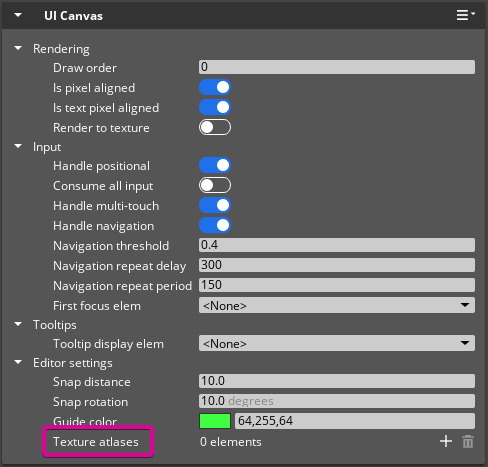 UI Canvas
Rendering
Draw order 0
Is pixel aligned
Is text pixel aligned
Render to texture
Input
Handle positional
Consume all input
Handle multi-touch
Handle navigation
Navigation threshold 0.4
Navigation repeat delay 300
Navigation repeat period 150
First focus elem <None>
Tooltips
Tooltip display elem <None>
Editor settings
Snap distance 10.0
Snap rotation 10.0 degrees
Guide color 64,255,64
Texture atlases 0 elements